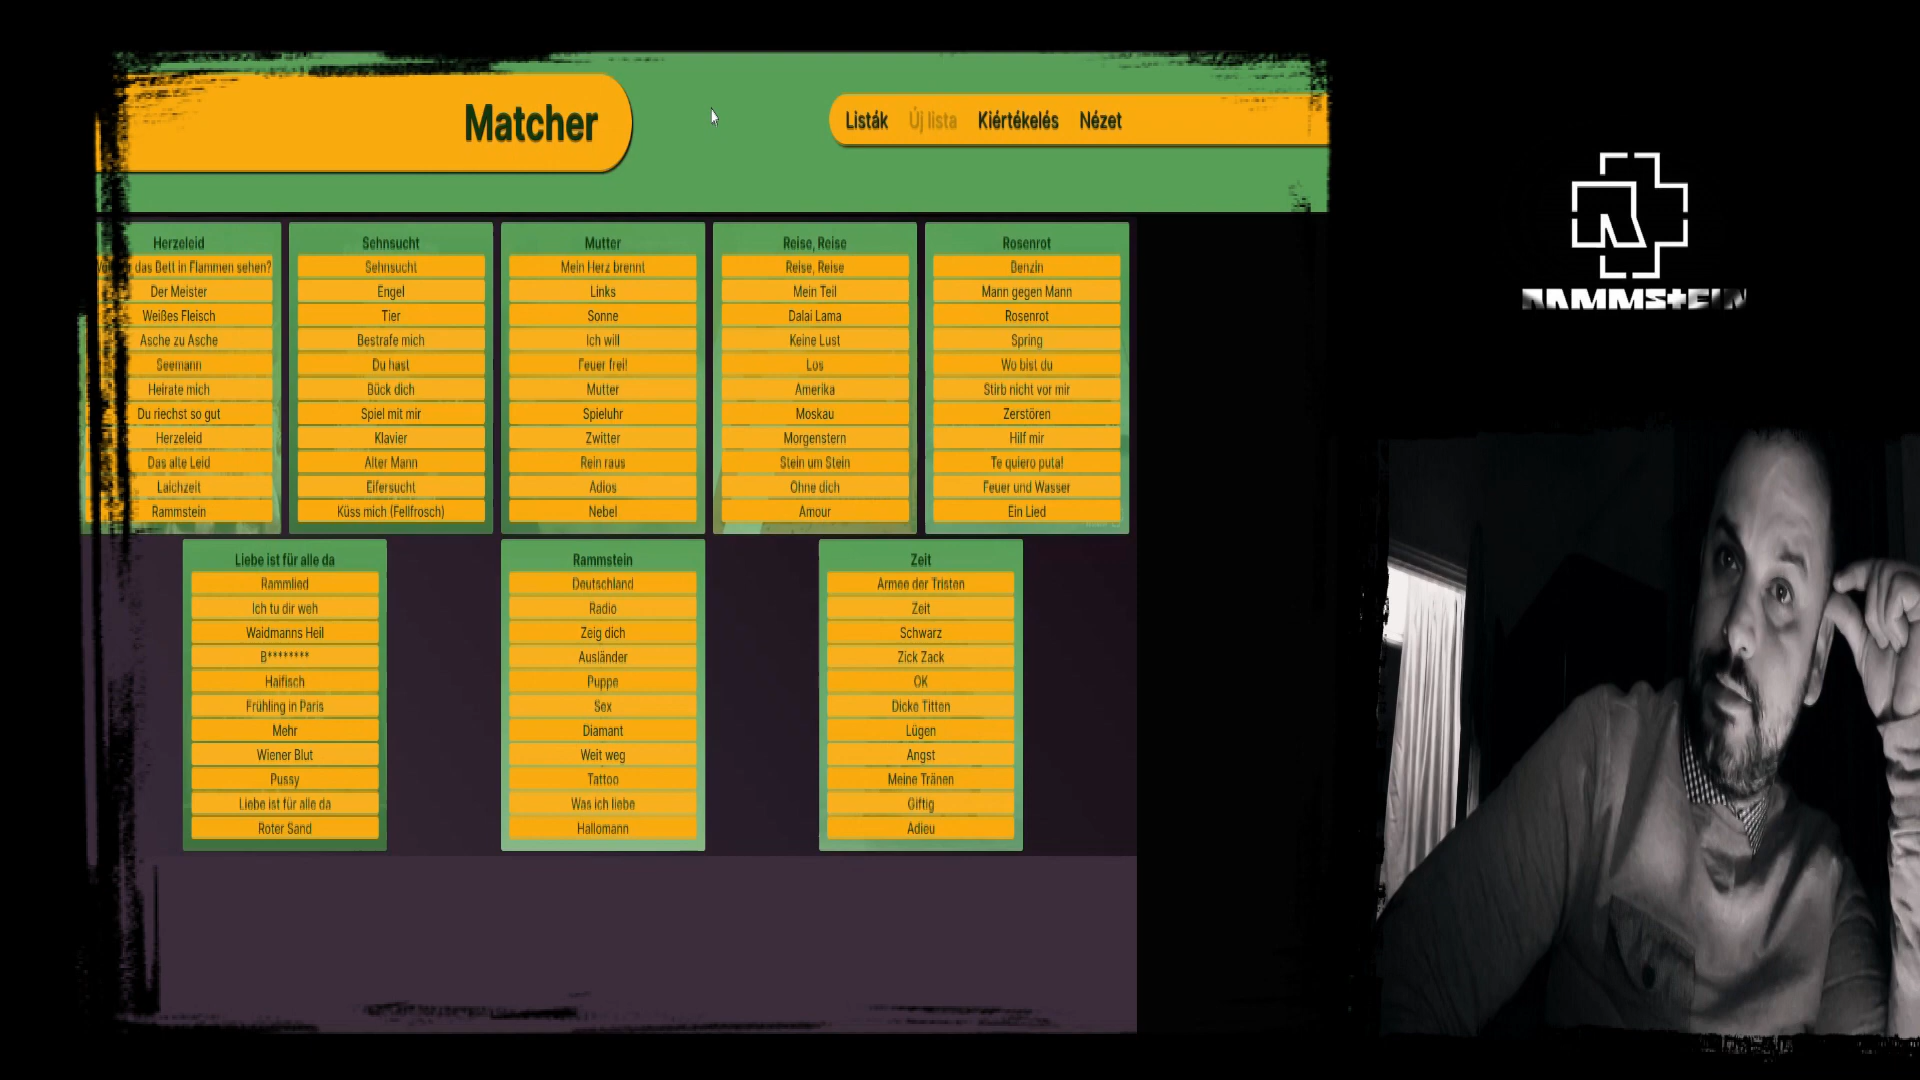 Matcher
Listák Új lista Kiértékelés Nézet
Herzeleid
das Bett in Flammen sehen?
Der Meister
Weißes Fleisch
Asche zu Asche
Seemann
Heirate mich
Du riechst so gut
Herzeleid
Das alte Leid
Laichzeit
Rammstein
Sehnsucht
Sehnsucht
Engel
Tier
Bestrafe mich
Du hast
Bück dich
Spiel mit mir
Klavier
Alter Mann
Eifersucht
Küss mich (Fellfrosch)
Mutter
Mein Herz brennt
Links
Sonne
Ich will
Feuer frei!
Mutter
Spieluhr
Zwitter
Rein raus
Adios
Nebel
Reise, Reise
Reise, Reise
Mein Teil
Dalai Lama
Keine Lust
Los
Amerika
Moskau
Morgenstern
Stein um Stein
Ohne dich
Amour
Rosenrot
Benzin
Mann gegen Mann
Rosenrot
Spring
Wo bist du
Stirb nicht vor mir
Zerstören
Hilf mir
Te quiero puta!
Feuer und Wasser
Ein Lied
Liebe ist für alle da
Rammlied
Ich tu dir weh
Waidmanns Heil
B********
Haifisch
Frühling in Paris
Mehr
Wiener Blut
Pussy
Liebe ist für alle da
Roter Sand
Rammstein
Deutschland
Radio
Zeig dich
Ausländer
Puppe
Sex
Diamant
Weit weg
Tattoo
Was ich liebe
Hallomann
Zeit
Armee der Tristen
Zeit
Schwarz
Zick Zack
OK
Dicke Titten
Lügen
Angst
Meine Tränen
Giftig
Adieu
RAMMSTEIN